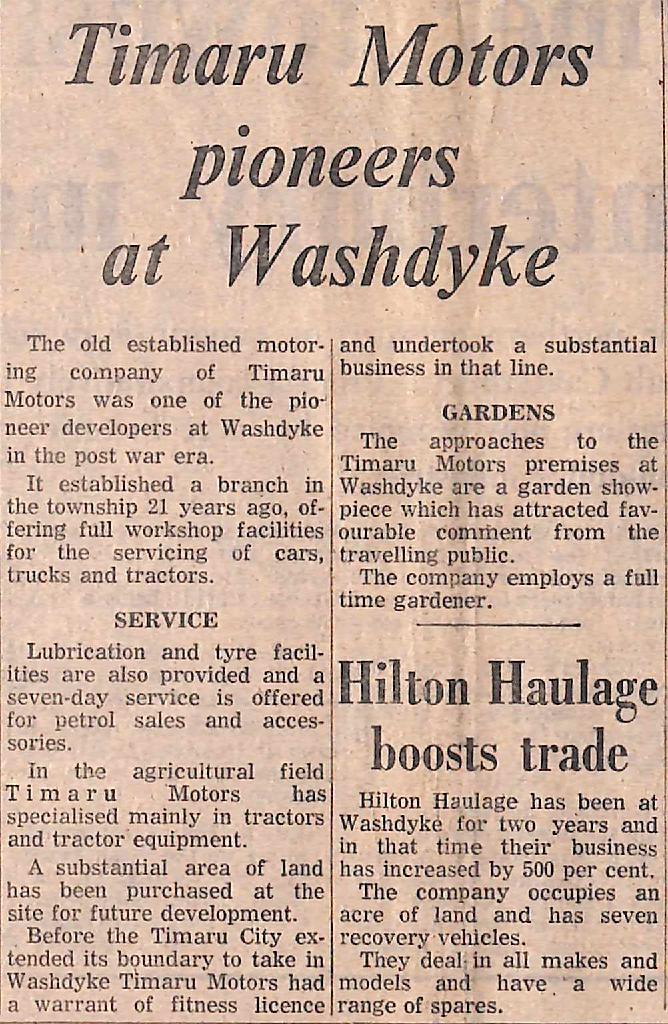 Timaru Motors
pioneers
at Washdyke
The old established motor-
ing company of Timaru
Motors was one of the pio-
neer developers at Washdyke
in the post war era.
It established a branch in
the township 21 years ago, of-
fering full workshop facilities
for the servicing of cars,
trucks and tractors.
SERVICE
Lubrication and tyre facil-
ities are also provided and a
seven-day service is offered
for petrol sales and acces-
sories.
In the agricultural field
Timaru Motors has
specialised mainly in tractors
and tractor equipment.
A substantial area of land
has been purchased at the
site for future development.
Before the Timaru City ex-
tended its boundary to take in
Washdyke Timaru Motors had
a warrant of fitness licence
and undertook a substantial
business in that line.
GARDENS
The approaches to the
Timaru Motors premises at
Washdyke are a garden show-
piece which has attracted fav-
ourable comment from the
travelling public.
The company employs a full
time gardener.
Hilton Haulage
boosts trade
Hilton Haulage has been at
Washdyke for two years and
in that time their business
has increased by 500 per cent.
The company occupies an
acre of land and has seven
recovery vehicles.
They deal in all makes and
models and have a wide
range of spares.